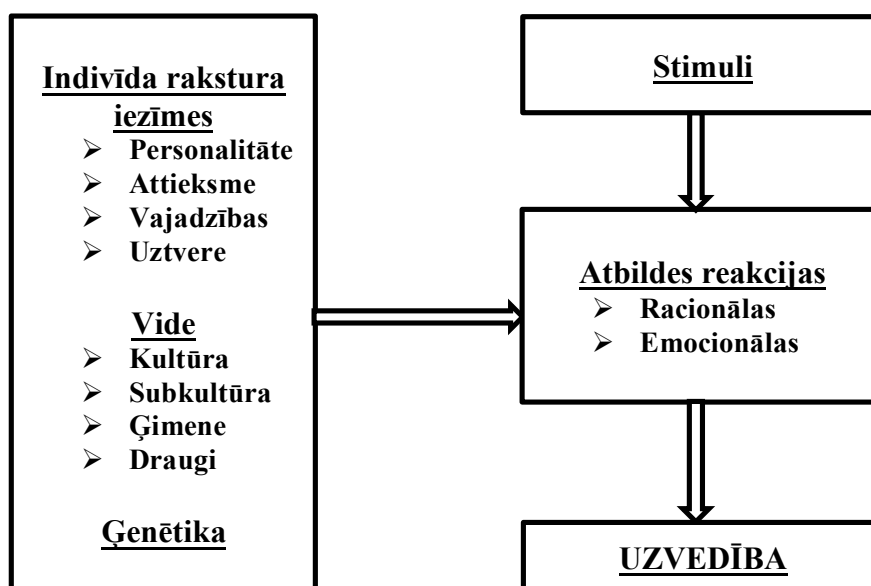 Indivīda rakstura
iezīmes
➢ Personalitāte
➢ Attieksme
➢ Vajadzības
➢ Uztvere
Vide
➢ Kultūra
➢ Subkultūra
➢ Ģimene
➢ Draugi
Ģenētika
Stimuli
Atbildes reakcijas
➢ Racionālas
➢ Emocionālas
UZVEDĪBA